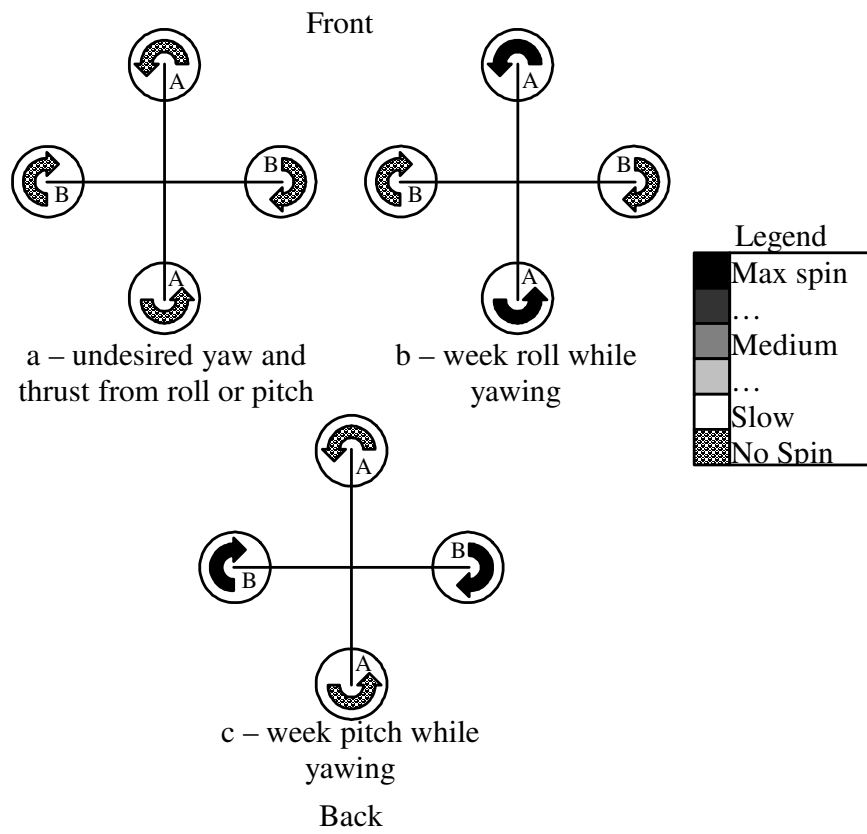 Front
A
B
B
A
a – undesired yaw and
thrust from roll or pitch
A
B
B
A
b – week roll while
yawing
Legend
Max spin
…
Medium
…
Slow
No Spin
A
B
B
A
c – week pitch while
yawing
Back